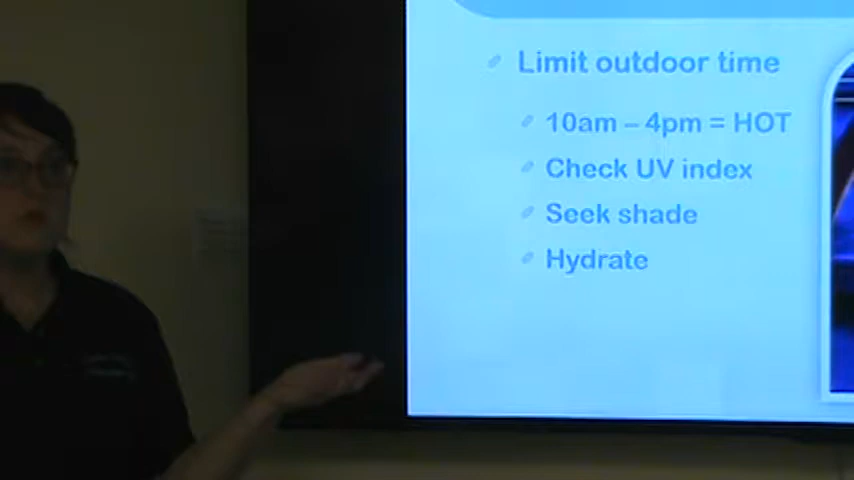 Limit outdoor time
10am – 4pm = HOT
Check UV index
Seek shade
Hydrate